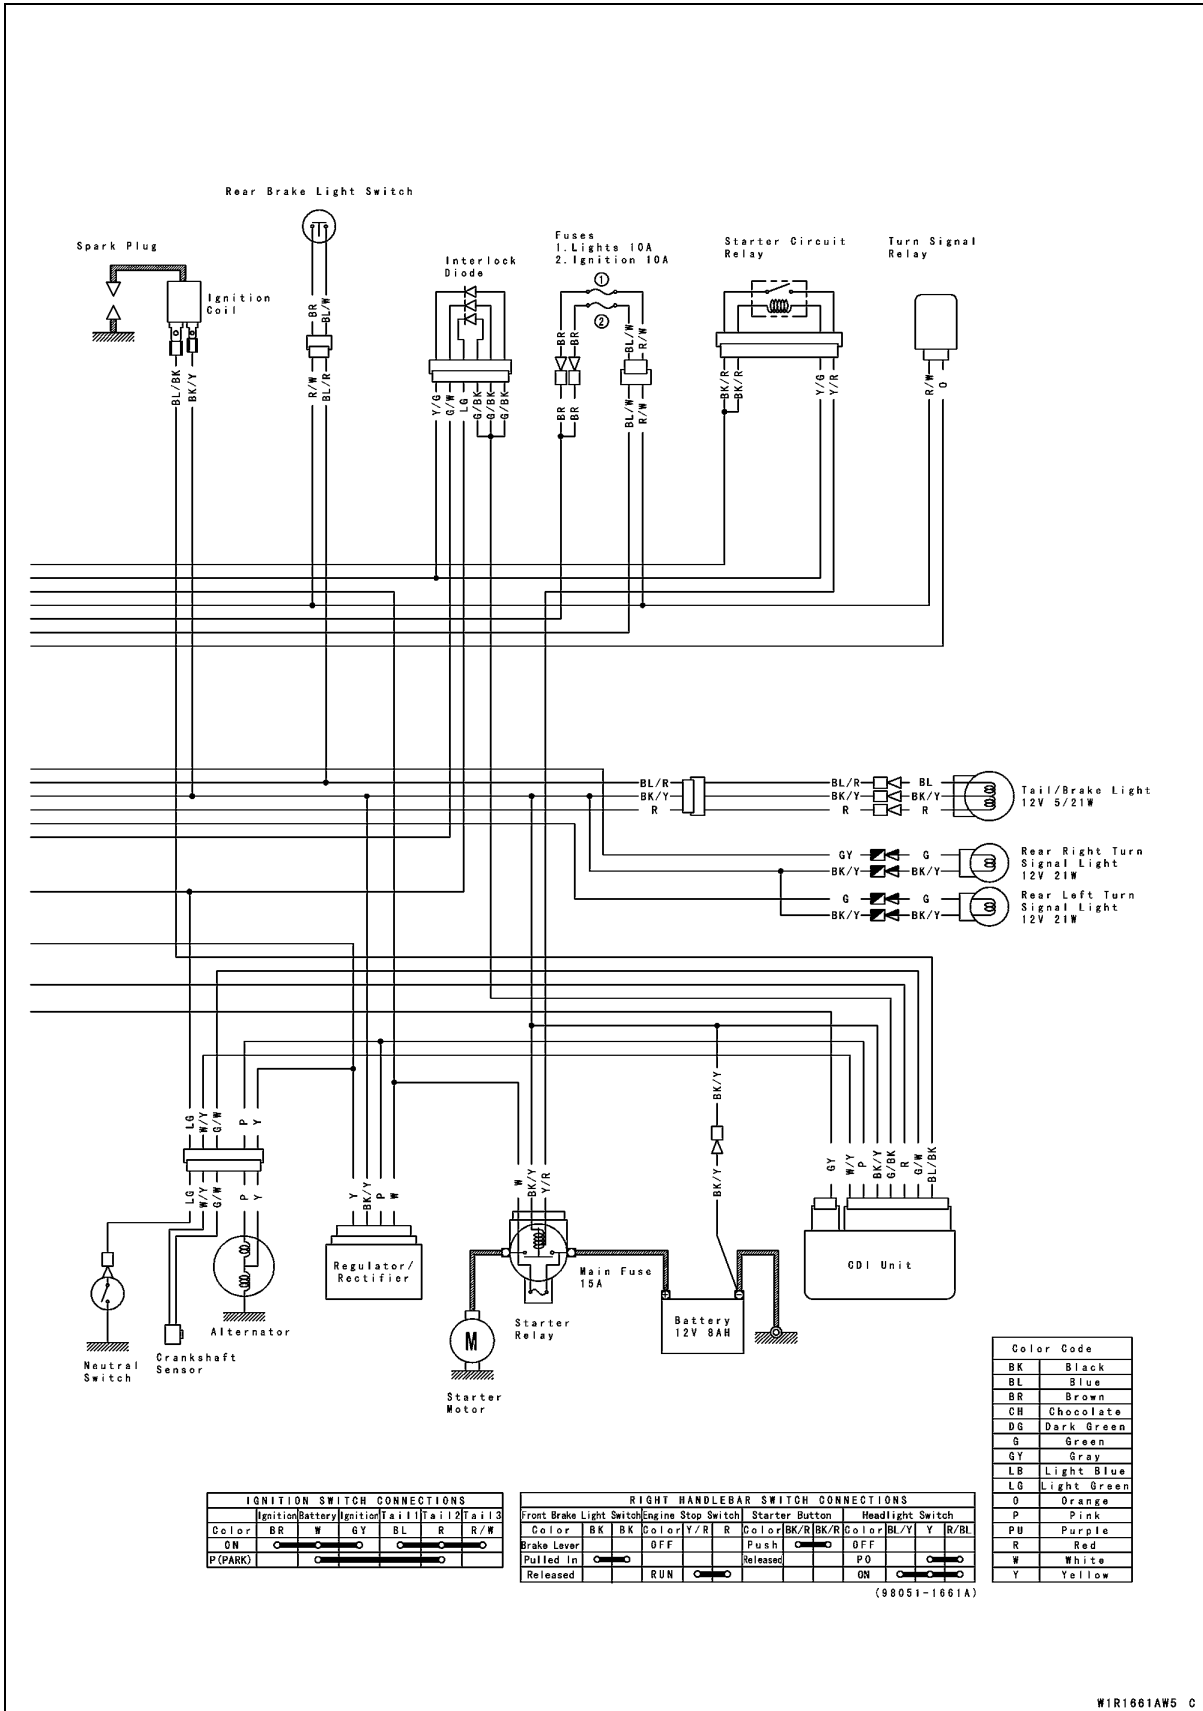 Rear Brake Light Switch
Spark Plug
Ignition
Coil
Interlock
Diode
Fuses
1.Lights 10A
2.Ignition 10A
Starter Circuit
Relay
Turn Signal
Relay
1
2
BR
BL/W
BR
BR
BL/W
R/W
BL/BK
BK/Y
R/W
BL/R
Y/G
G/W
LG
G/BK
G/BK
G/BK
BR
BR
BL/W
R/W
BK/R
BK/R
Y/G
Y/R
R/W
O
BL/R
BK/Y
R
BL/R
BK/Y
R
BL
BK/Y
R
Tail/Brake Light
12V 5/21W
GY
BK/Y
G
BK/Y
Rear Right Turn
Signal Light
12V 21W
G
BK/Y
G
BK/Y
Rear Left Turn
Signal Light
12V 21W
LG
W/Y
G/W
P
Y
LG
W/Y
G/W
P
Y
Y
BK/Y
P
W
W
BK/Y
Y/R
BK/Y
BK/Y
GY
W/Y
P
BK/Y
G/BK
R
G/W
BL/BK
Regulator/
Rectifier
Main Fuse
15A
CDI Unit
Alternator
Starter
Relay
Battery
12V 8AH
M
Neutral
Switch
Crankshaft
Sensor
Starter
Motor
Color Code
BK Black
BL Blue
BR Brown
CH Chocolate
DG Dark Green
G Green
GY Gray
LB Light Blue
LG Light Green
O Orange
P Pink
PU Purple
R Red
W White
Y Yellow
IGNITION SWITCH CONNECTIONS
Ignition Battery Ignition Tail1 Tail2 Tail3
Color BR W GY BL R R/W
ON
P(PARK)
RIGHT HANDLEBAR SWITCH CONNECTIONS
Front Brake Light Switch Engine Stop Switch Starter Button Headlight Switch
Color BK BK Color Y/R R Color BK/R BK/R Color BL/Y Y R/BL
Brake Lever OFF Push OFF
Pulled In Released PO
Released RUN ON
(98051-1661A)
W1R1661AW5 C